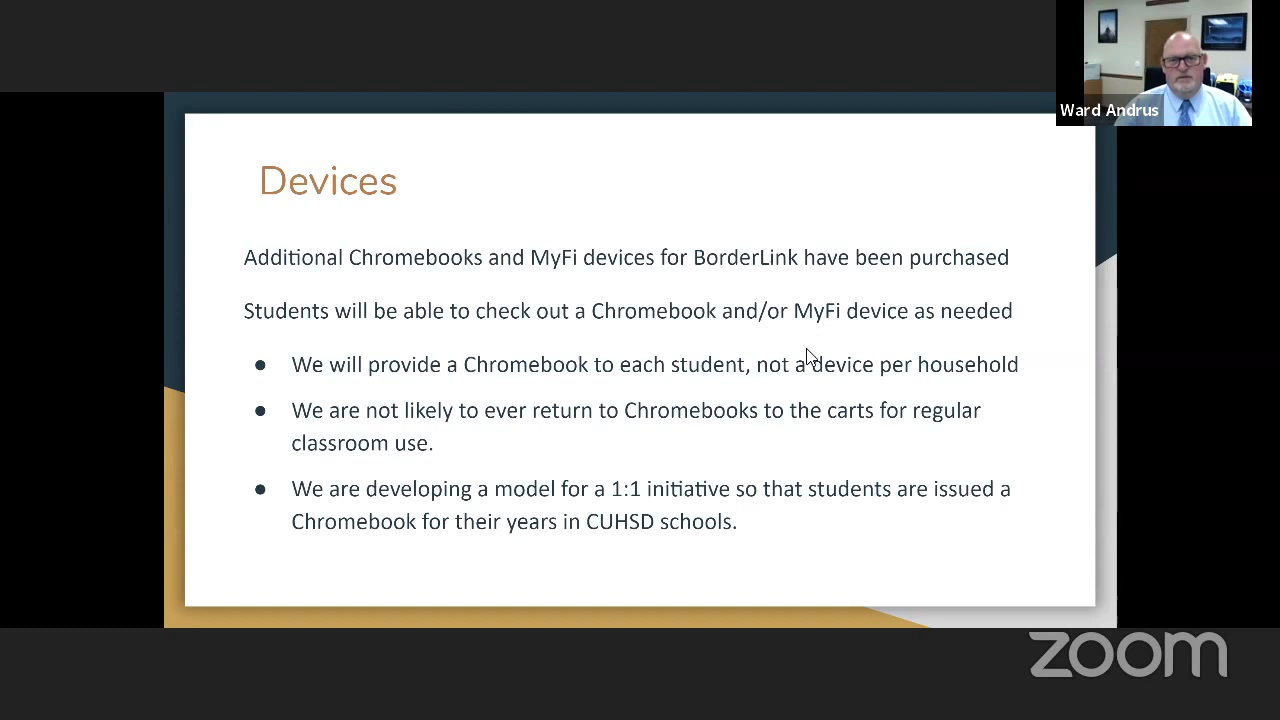 Ward Andrus
Devices
Additional Chromebooks and MyFi devices for BorderLink have been purchased
Students will be able to check out a Chromebook and/or MyFi device as needed
● We will provide a Chromebook to each student, not a device per household
● We are not likely to ever return to Chromebooks to the carts for regular
classroom use.
● We are developing a model for a 1:1 initiative so that students are issued a
Chromebook for their years in CUHSD schools.
zoom